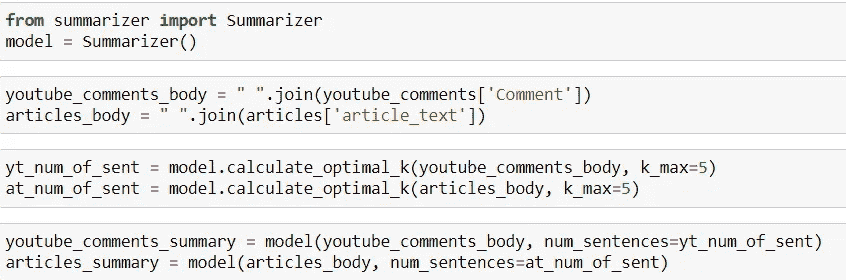 from summarizer import Summarizer
model = Summarizer()
youtube_comments_body = " ".join(youtube_comments['Comment'])
articles_body = " ".join(articles['article_text'])
yt_num_of_sent = model.calculate_optimal_k(youtube_comments_body, k_max=5)
at_num_of_sent = model.calculate_optimal_k(articles_body, k_max=5)
youtube_comments_summary = model(youtube_comments_body, num_sentences=yt_num_of_sent)
articles_summary = model(articles_body, num_sentences=at_num_of_sent)